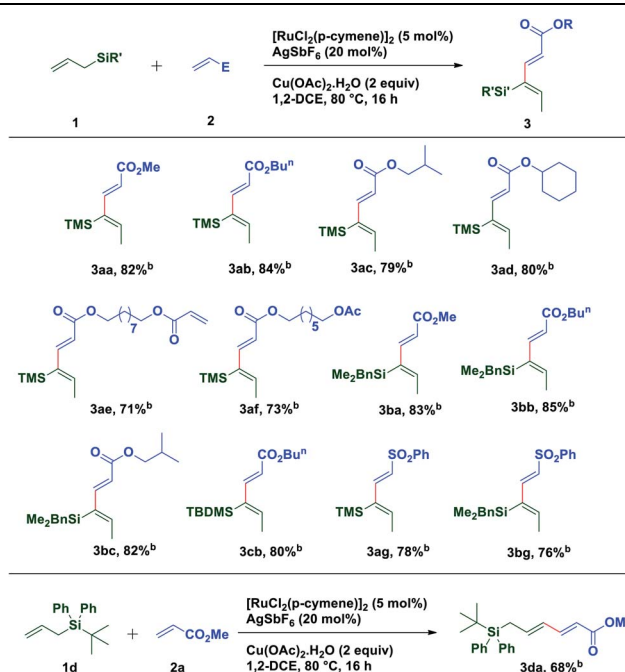 SiR' + E [RuCl2(p-cymene)]2 (5 mol%)
AgSbF6 (20 mol%)
Cu(OAc)2.H2O (2 equiv)
1,2-DCE, 80 °C, 16 h
O OR
R'Si'
1 2 3
CO2Me
TMS
3aa, 82%b
CO2Bun
TMS
3ab, 84%b
O O
TMS
3ac, 79%b
O O
TMS
3ad, 80%b
O O ( )7 O O
TMS
3ae, 71%b
O O ( )5 OAc
TMS
3af, 73%b
CO2Me
Me2BnSi
3ba, 83%b
CO2Bun
Me2BnSi
3bb, 85%b
O O
Me2BnSi
3bc, 82%b
CO2Bun
TBDMS
3cb, 80%b
SO2Ph
TMS
3ag, 78%b
SO2Ph
Me2BnSi
3bg, 76%b
Ph Ph
Si
1d
+
CO2Me
2a
[RuCl2(p-cymene)]2 (5 mol%)
AgSbF6 (20 mol%)
Cu(OAc)2.H2O (2 equiv)
1,2-DCE, 80 °C, 16 h
Si
Ph Ph
O
3da, 68%b